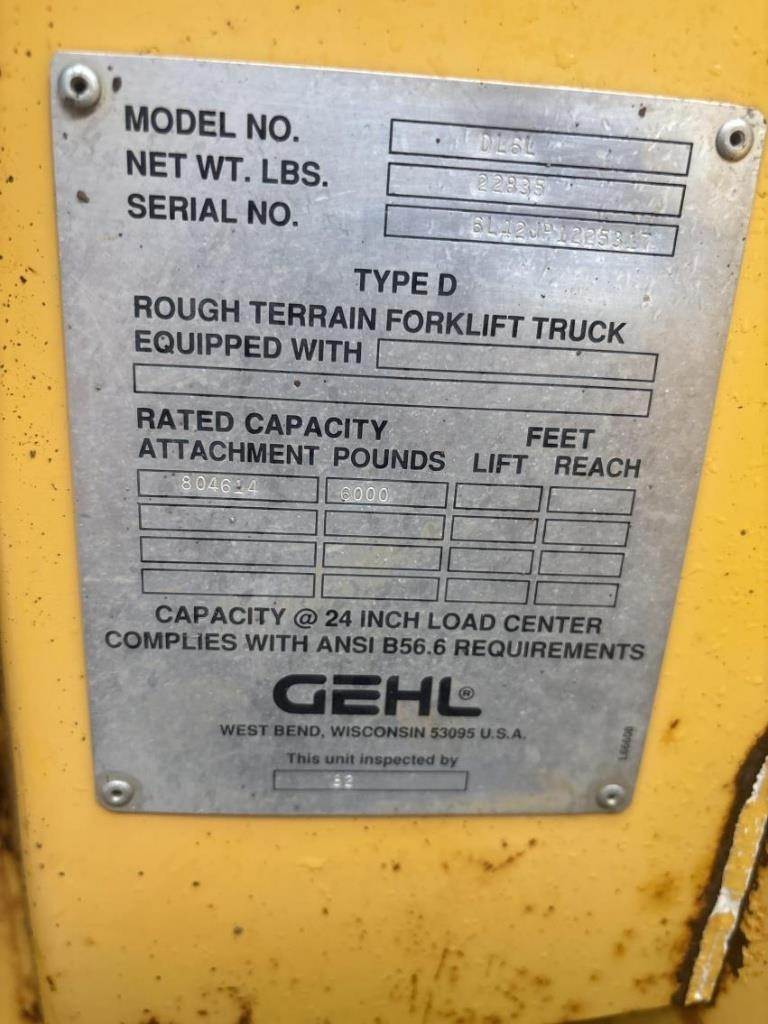 MODEL NO. DL6L
NET WT. LBS. 22835
SERIAL NO.
TYPE D
ROUGH TERRAIN FORKLIFT TRUCK
EQUIPPED WITH
RATED CAPACITY FEET
ATTACHMENT POUNDS LIFT REACH
804614 6000
CAPACITY @ 24 INCH LOAD CENTER
COMPLIES WITH ANSI B56.6 REQUIREMENTS
GEHL®
WEST BEND, WISCONSIN 53095 U.S.A.
This unit inspected by